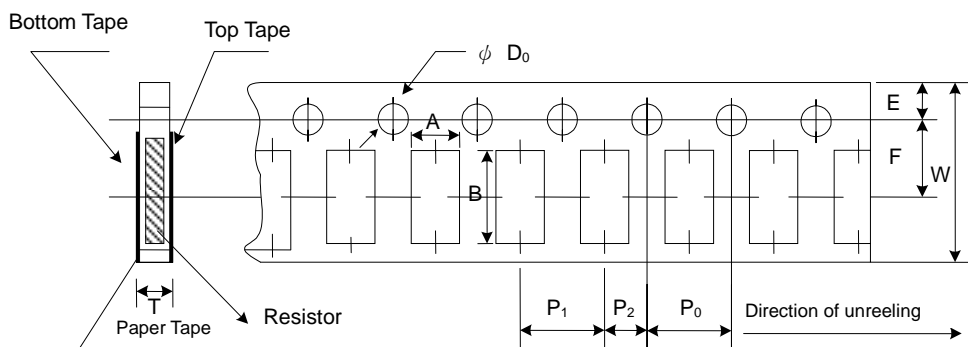 Bottom Tape
Top Tape
φ D₀
E
A
F
B
W
T
Paper Tape
Resistor
P₁
P₂
P₀
Direction of unreeling